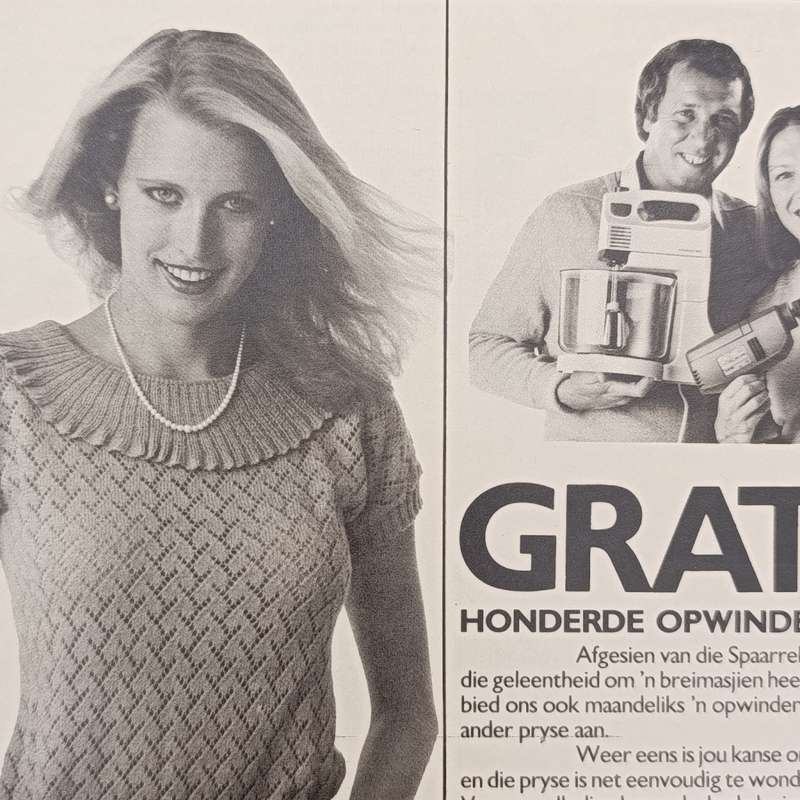 GRAT
HONDERDE OPWINDE
Afgesien van die Spaarrel
die geleentheid om 'n breimasjien hee
bied ons ook maandeliks 'n opwinden
ander pryse aan.
Weer eens is jou kanse o
en die pryse is net eenvoudig te wond